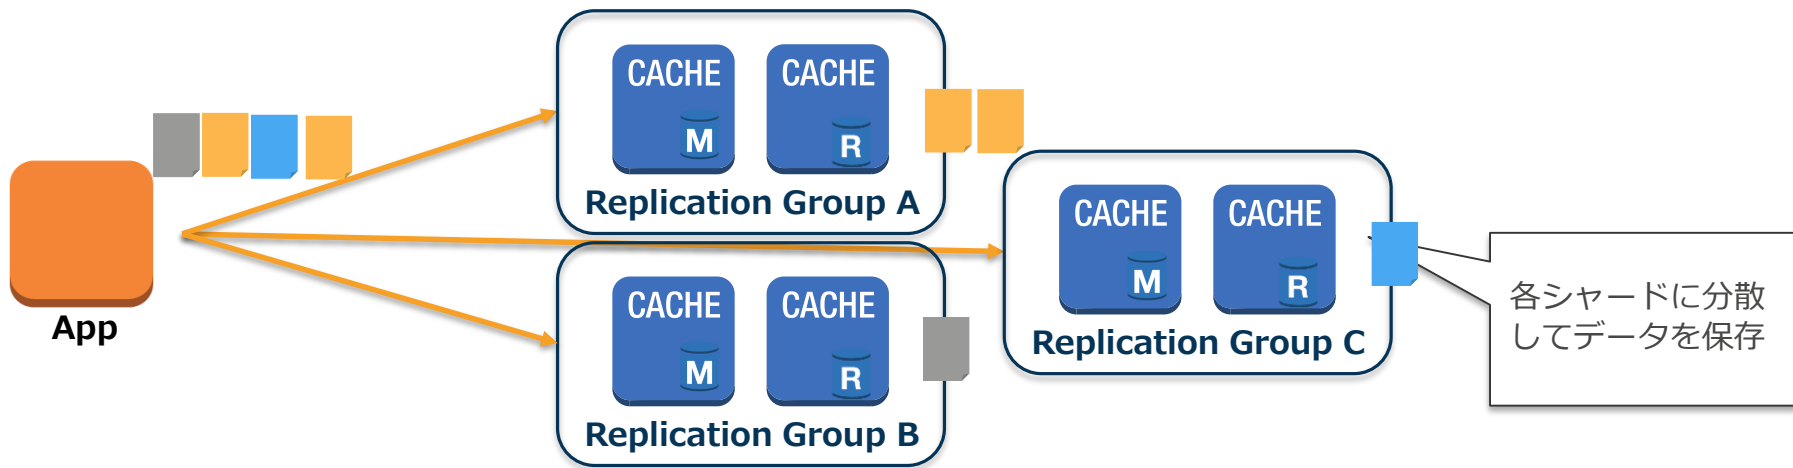 CACHE
CACHE
M
R
Replication Group A
App
CACHE
CACHE
M
R
Replication Group B
CACHE
CACHE
M
R
Replication Group C
各シャードに分散
してデータを保存